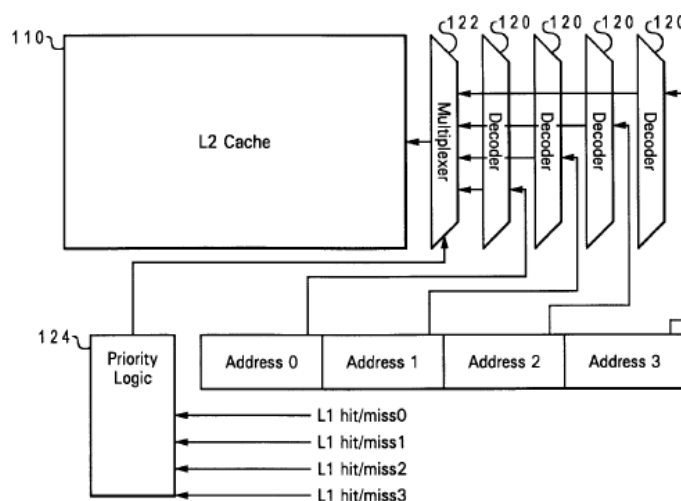 110
122 120 120 120 120
L2 Cache
Multiplexer
Decoder
Decoder
Decoder
Decoder
124
Priority
Logic
Address 0 Address 1 Address 2 Address 3
L1 hit/miss0
L1 hit/miss1
L1 hit/miss2
L1 hit/miss3